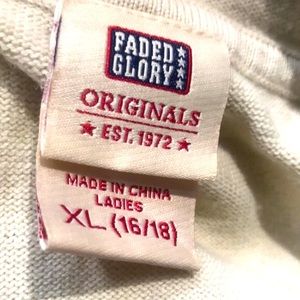 FADED
GLORY
ORIGINALS
★ EST. 1972 ★
MADE IN CHINA
LADIES
XL (16/18)